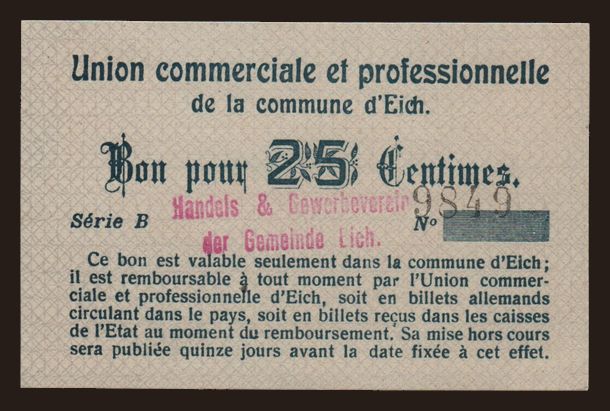 Union commerciale et professionnelle
de la commune d'Eich.
Bon pour 25 Centimes.
Handels & Gewerbeverein
der Gemeinde Eich.
Série B
Nº 9849
Ce bon est valable seulement dans la commune d'Eich;
il est remboursable à tout moment par l'Union commer-
ciale et professionnelle d'Eich, soit en billets allemands
circulant dans le pays, soit en billets reçus dans les caisses
de l'Etat au moment du remboursement. Sa mise hors cours
sera publiée quinze jours avant la date fixée à cet effet.